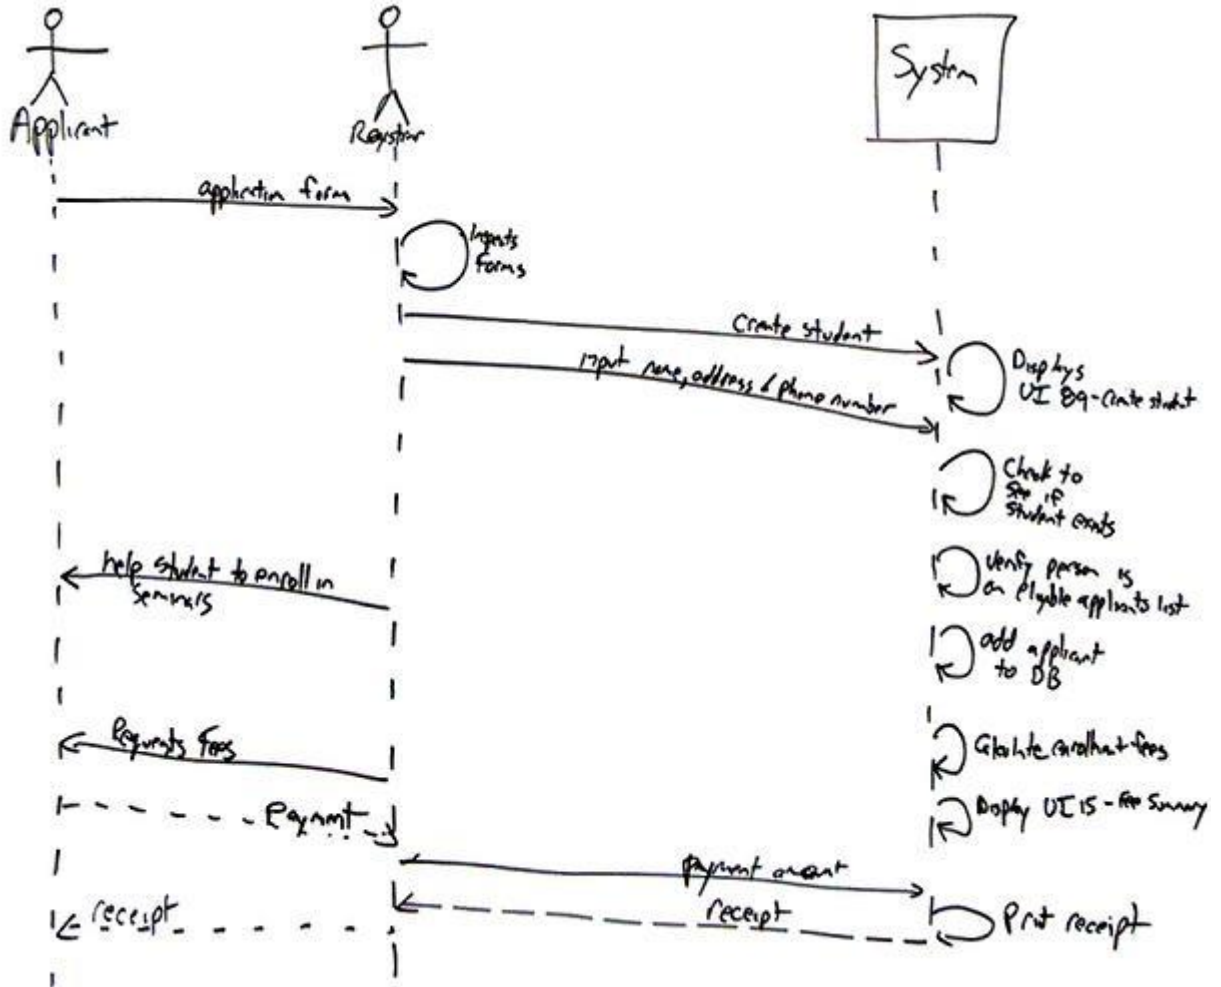 Applicant
Registrar
System
application form
Inspects
forms
Create student
input name, address & phone number
Displays
UI 89-Create student
Check to
see if
student exists
help student to enroll in
seminars
verify person is
on eligible applicants list
add applicant
to DB
Requests fees
Calculate enrollment fees
Payment
Display UI 15 - Fee Summary
payment amount
receipt
receipt
Print receipt